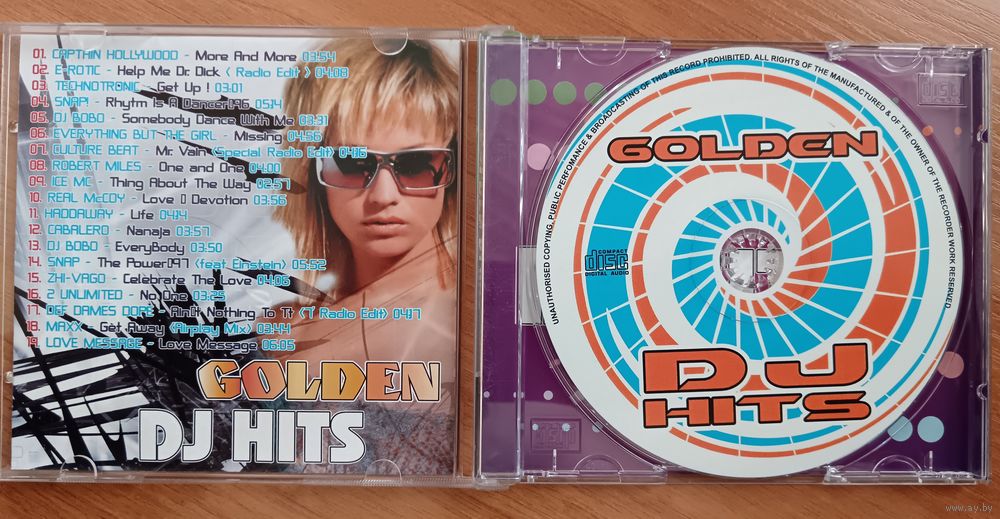 01. CAPTHIN HOLLYWOOD - More And More 03:54
02. E-ROTIC - Help Me Dr. Dick < Radio Edit > 04:08
03. TECHNOTRONIC - Get Up ! 03:01
04. SNAP! - Rhytm Is A Dancer!96 05:14
05. DJ BOBO - Somebody Dance With Me 03:31
06. EVERYTHING BUT THE GIRL - Missing 04:56
07. CULTURE BEAT - Mr. Vain <Special Radio Edit> 04:16
08. ROBERT MILES - One and One 04:00
09. ICE MC - Thing About The Way 02:57
10. REAL McCOY - Love & Devotion 03:56
11. HADDAWAY - Life 04:14
12. CABALERO - Nanaja 03:57
13. DJ BOBO - EveryBody 03:50
14. SNAP - The Power097 <feat Einstein> 05:52
15. ZHI-VAGO - Celebrate The Love 04:06
16. 2 UNLIMITED - No One 03:25
17. DEF DAMES DOPE - Ain't Nothing To It <'T Radio Edit> 04:17
18. MAXX - Get Away <Airplay Mix> 03:44
19. LOVE MESSAGE - Love Message 06:05
GOLDEN
DJ HITS
UNAUTHORISED COPYING, PUBLIC PERFOMANCE & BROADCASTING OF THIS RECORD PROHIBITED. ALL RIGHTS OF THE MANUFACTURED & OF THE OWNER OF THE RECORDER WORK RESERVED
GOLDEN
COMPACT
disc
DIGITAL AUDIO
DJ
HITS
www.ay.by